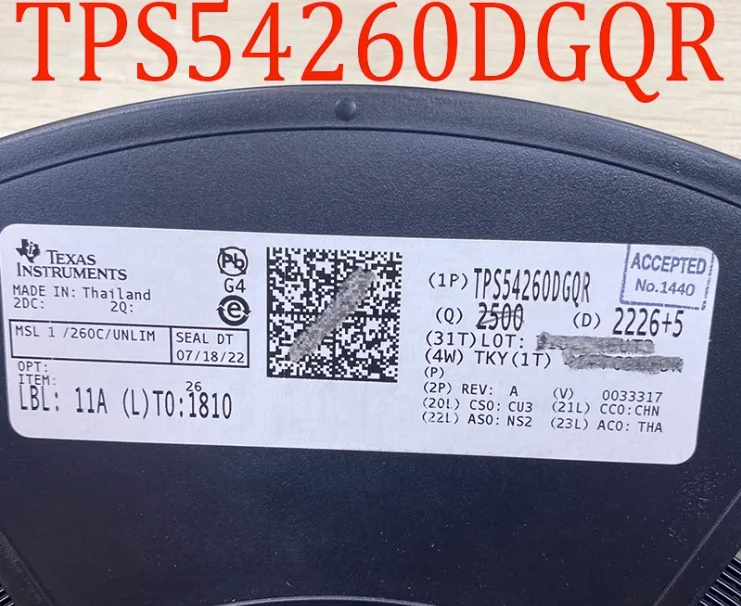 TPS54260DGQR
TEXAS
INSTRUMENTS
MADE IN: Thailand
2DC: 2Q:
MSL 1 /260C/UNLIM
SEAL DT
07/18/22
OPT:
ITEM:
26
LBL: 11A (L)TO:1810
Pb
G4
e
(1P) TPS54260DGQR
(Q) 2500 (D) 2226+5
(31T) LOT:
(4W) TKY (1T)
(P)
(2P) REV: A (V) 0033317
(20L) CSO: CU3 (21L) CCO:CHN
(22L) ASO: NS2 (23L) ACO: THA
ACCEPTED
No.1440